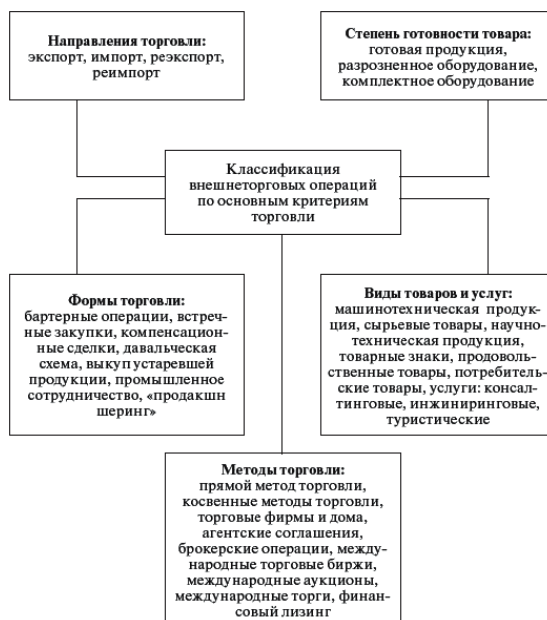 Направления торговли:
экспорт, импорт, реэкспорт,
реимпорт
Степень готовности товара:
готовая продукция,
разрозненное оборудование,
комплектное оборудование
Классификация
внешнеторговых операций
по основным критериям
торговли
Формы торговли:
бартерные операции, встреч-
ные закупки, компенсацион-
ные сделки, давальческая
схема, выкуп устаревшей
продукции, промышленное
сотрудничество, «продакшн
шеринг»
Виды товаров и услуг:
машинотехническая продук-
ция, сырьевые товары, научно-
техническая продукция,
товарные знаки, продоволь-
ственные товары, потребитель-
ские товары, услуги: консал-
тинговые, инжиниринговые,
туристические
Методы торговли:
прямой метод торговли,
косвенные методы торговли,
торговые фирмы и дома,
агентские соглашения,
брокерские операции, между-
народные торговые биржи,
международные аукционы,
международные торги, финан-
совый лизинг